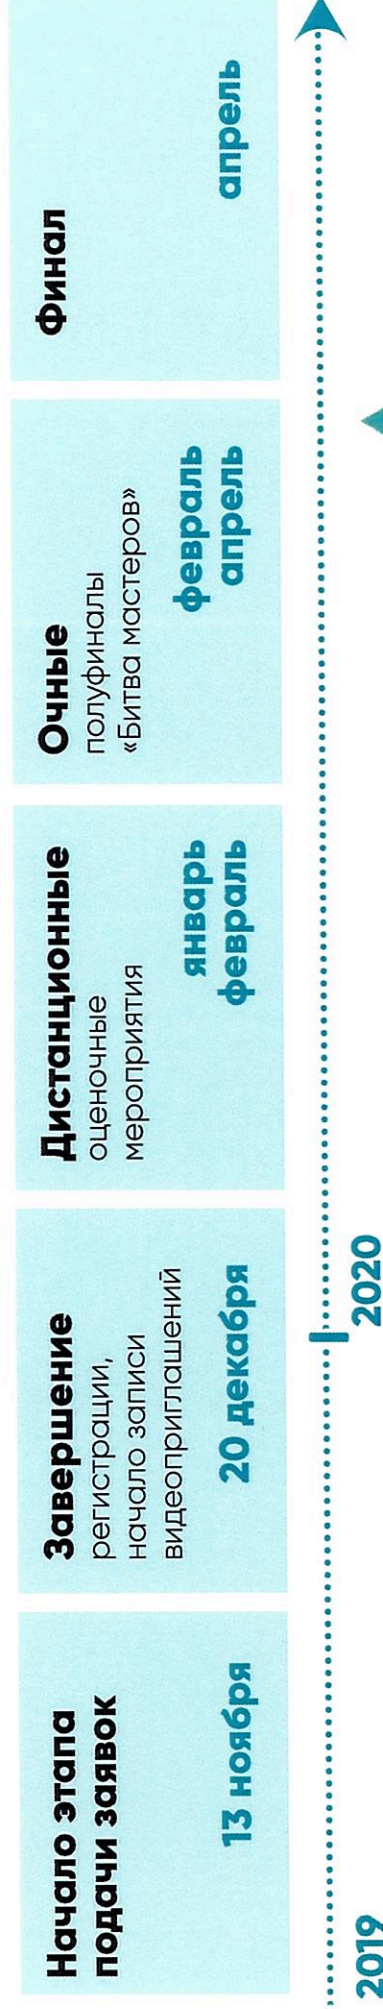 Начало этапа
подачи заявок
13 ноября
Завершение
регистрации,
начало записи
видеоприглашений
20 декабря
Дистанционные
оценочные
мероприятия
январь
февраль
Очные
полуфиналы
«Битва мастеров»
февраль
апрель
Финал
апрель
2019
2020